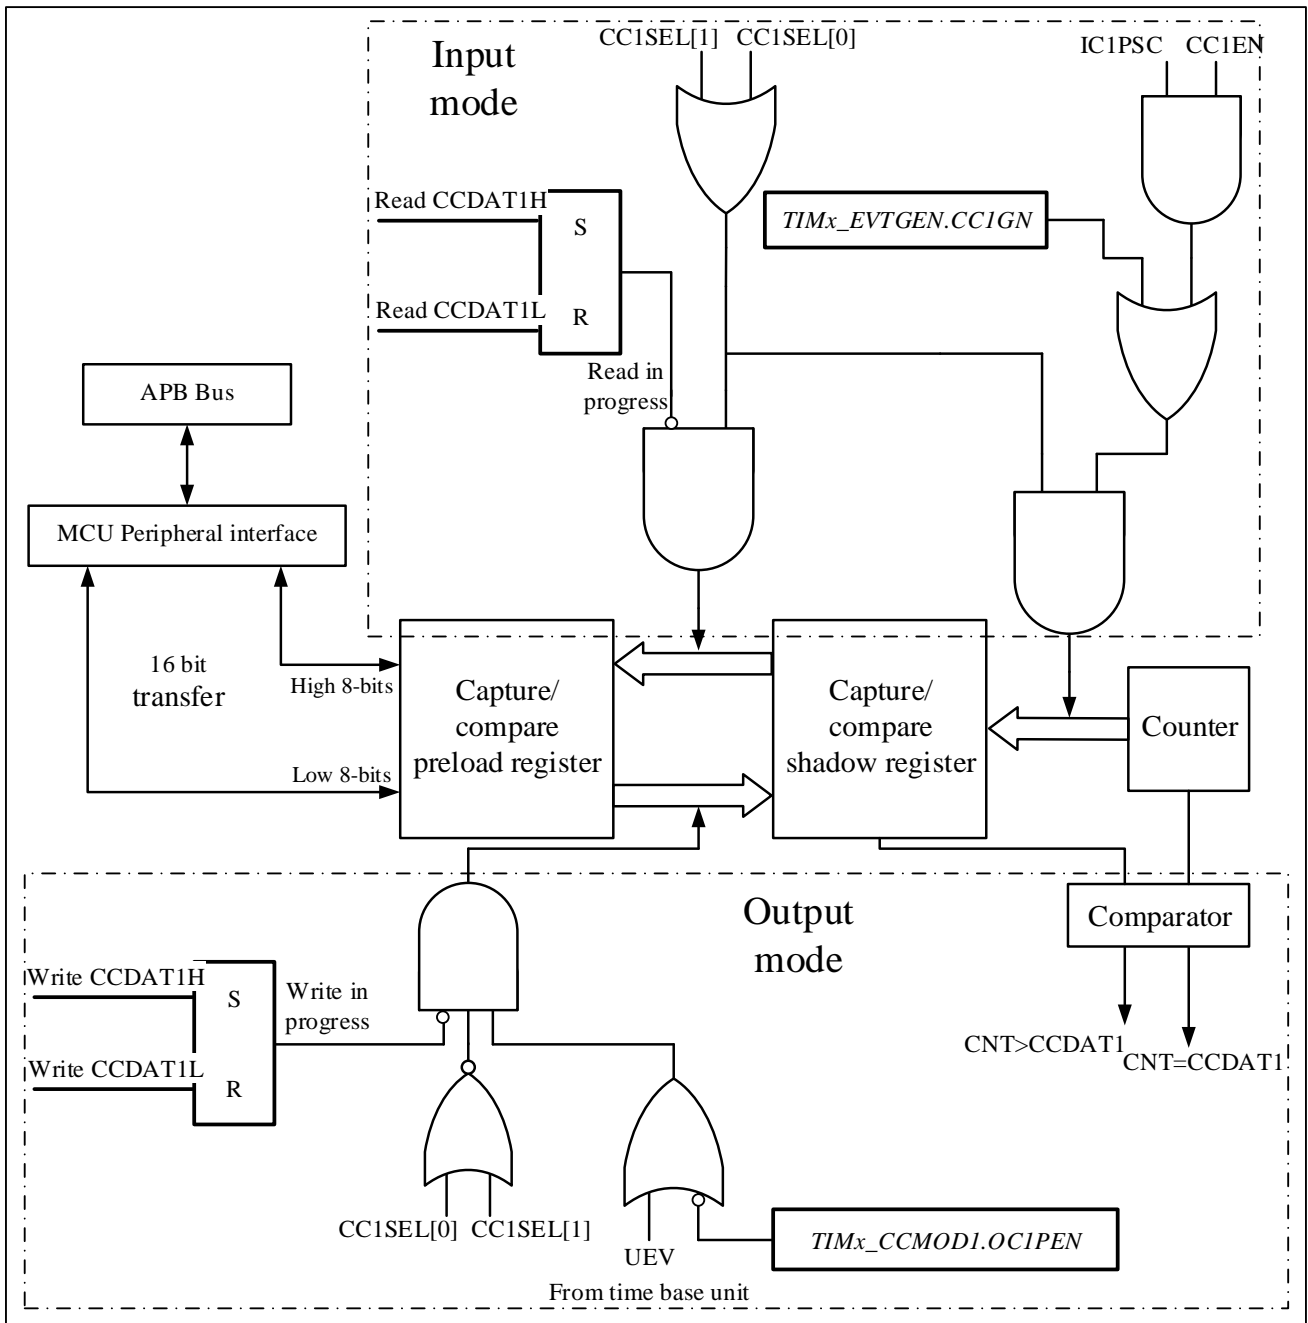 Input
mode
CC1SEL[1]
CC1SEL[0]
IC1PSC
CC1EN
Read CCDAT1H
S
TIMx_EVTGEN.CC1GN
Read CCDAT1L
R
Read in
progress
APB Bus
MCU Peripheral interface
16 bit
transfer
High 8-bits
Low 8-bits
Capture/
compare
preload register
Capture/
compare
shadow register
Counter
Output
mode
Comparator
Write CCDAT1H
S
Write in
progress
Write CCDAT1L
R
CNT>CCDAT1
CNT=CCDAT1
CC1SEL[0]
CC1SEL[1]
UEV
TIMx_CCMOD1.OC1PEN
From time base unit